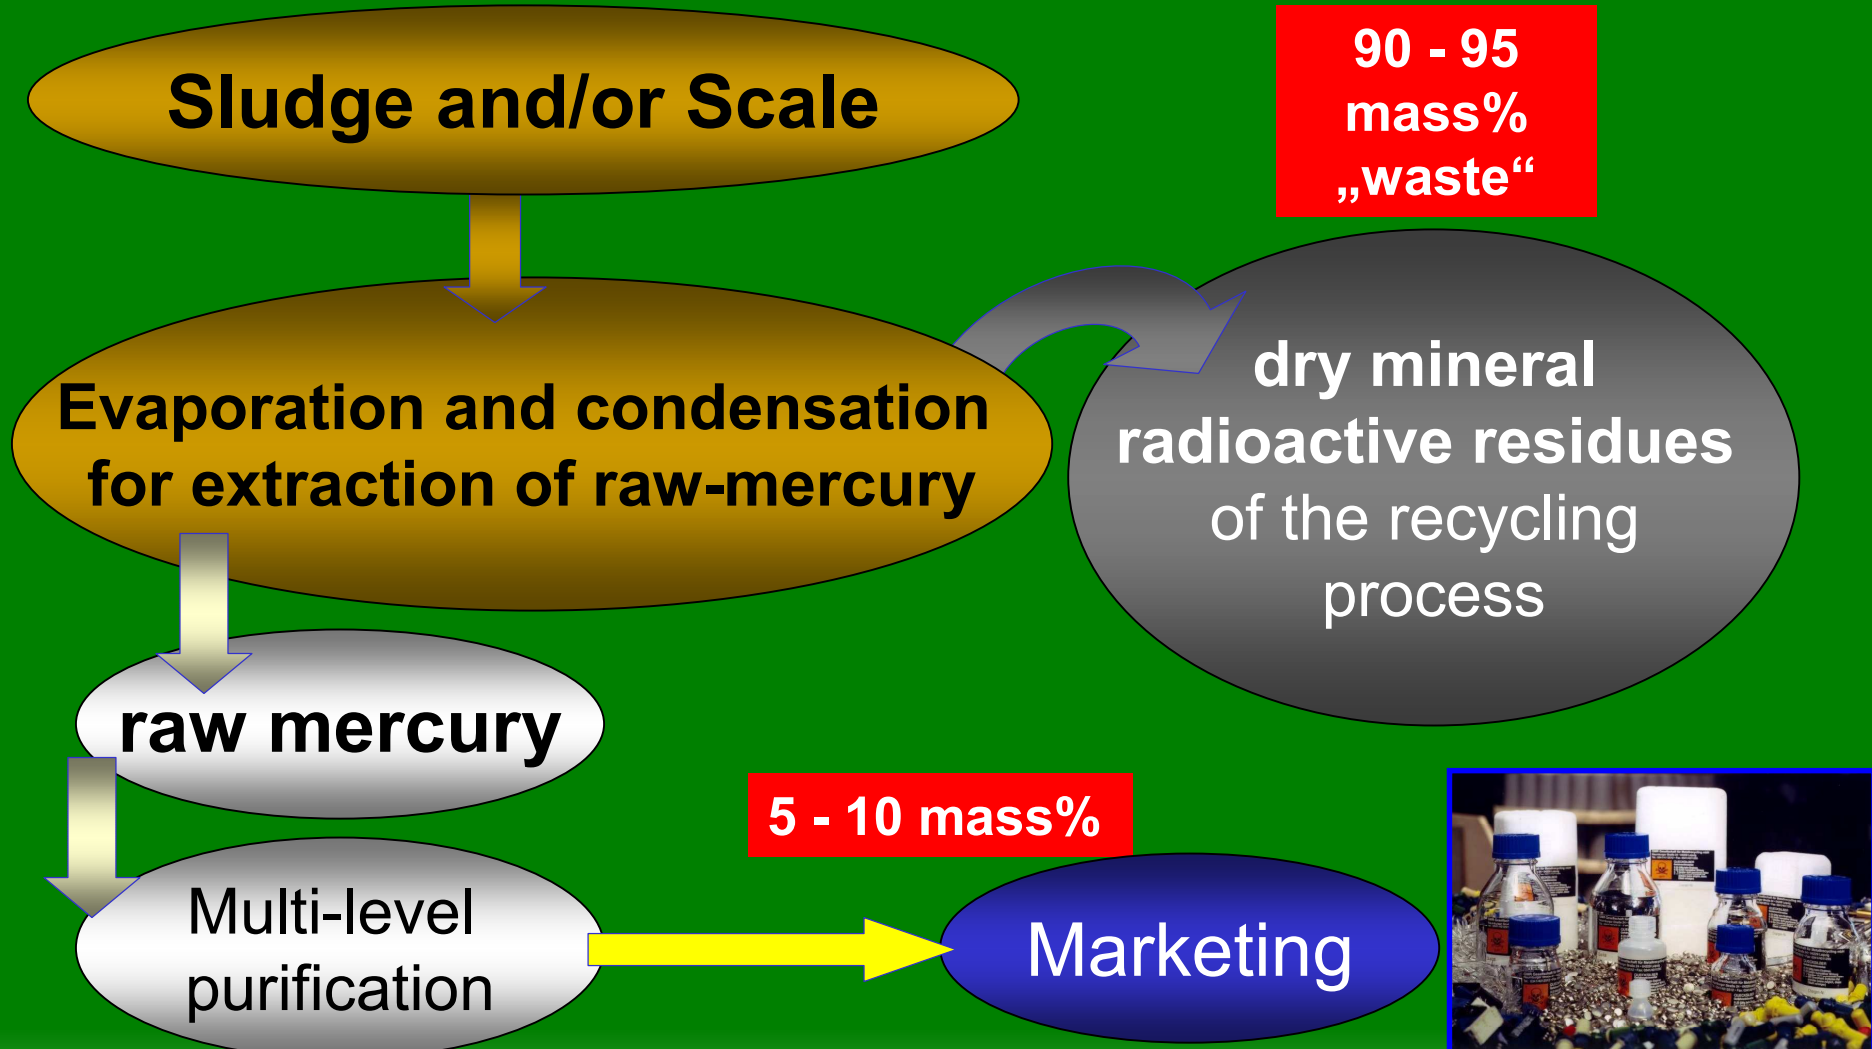 Sludge and/or Scale
90 - 95
mass%
„waste“
Evaporation and condensation
for extraction of raw-mercury
dry mineral
radioactive residues
of the recycling
process
raw mercury
5 - 10 mass%
Multi-level
purification
Marketing